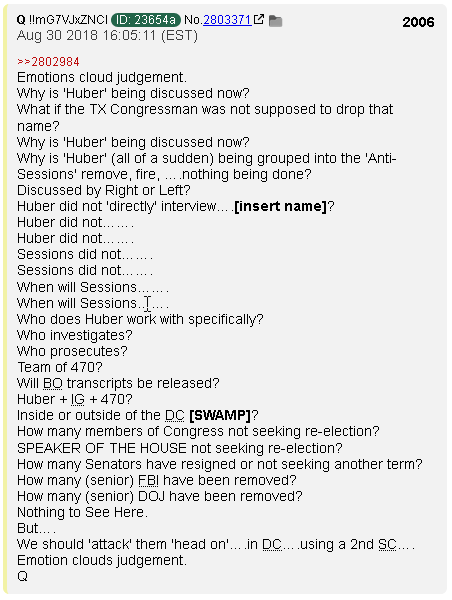 Q !!mG7VJxZNCI ID: 23654a No.2803371
2006
Aug 30 2018 16:05:11 (EST)
>>2802984
Emotions cloud judgement.
Why is 'Huber' being discussed now?
What if the TX Congressman was not supposed to drop that
name?
Why is 'Huber' being discussed now?
Why is 'Huber' (all of a sudden) being grouped into the 'Anti-
Sessions' remove, fire, ….nothing being done?
Discussed by Right or Left?
Huber did not 'directly' interview….[insert name]?
Huber did not…….
Huber did not…….
Sessions did not…….
Sessions did not…….
When will Sessions…….
When will Sessions…….
Who does Huber work with specifically?
Who investigates?
Who prosecutes?
Team of 470?
Will BO transcripts be released?
Huber + IG + 470?
Inside or outside of the DC [SWAMP]?
How many members of Congress not seeking re-election?
SPEAKER OF THE HOUSE not seeking re-election?
How many Senators have resigned or not seeking another term?
How many (senior) FBI have been removed?
How many (senior) DOJ have been removed?
Nothing to See Here.
But….
We should 'attack' them 'head on'….in DC….using a 2nd SC….
Emotion clouds judgement.
Q